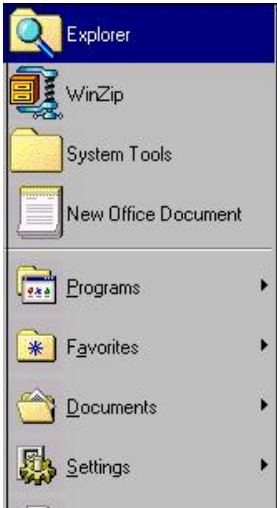 Explorer
WinZip
System Tools
New Office Document
Programs
Favorites
Documents
Settings